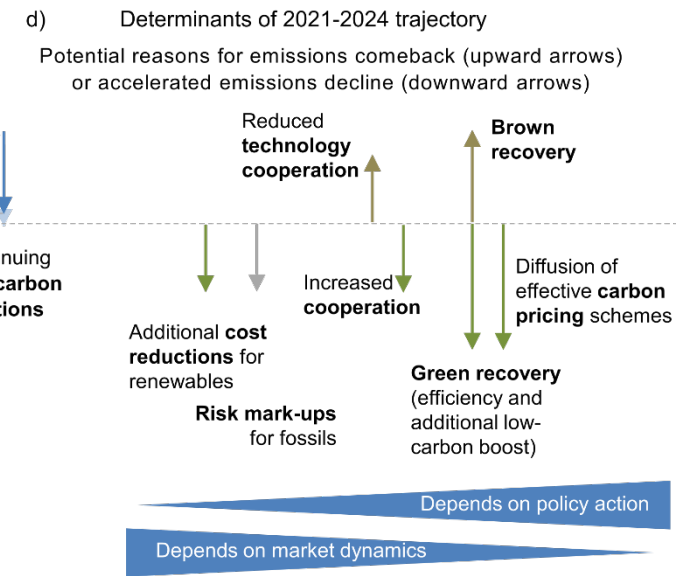 d) Determinants of 2021-2024 trajectory
Potential reasons for emissions comeback (upward arrows)
or accelerated emissions decline (downward arrows)
Reduced
technology
cooperation
Brown
recovery
nuing
carbon
tions
Increased
cooperation
Diffusion of
effective carbon
pricing schemes
Additional cost
reductions for
renewables
Risk mark-ups
for fossils
Green recovery
(efficiency and
additional low-
carbon boost)
Depends on policy action
Depends on market dynamics